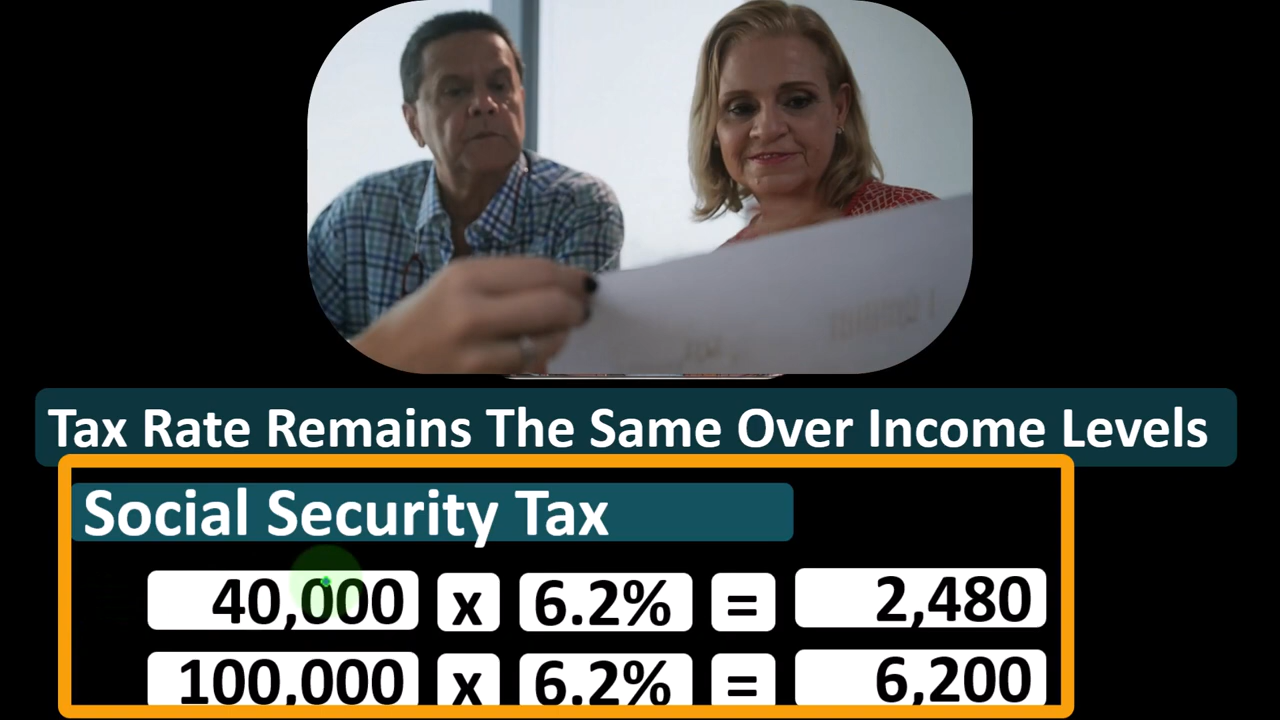 Tax Rate Remains The Same Over Income Levels
Social Security Tax
40,000 x 6.2% = 2,480
100,000 x 6.2% = 6,200